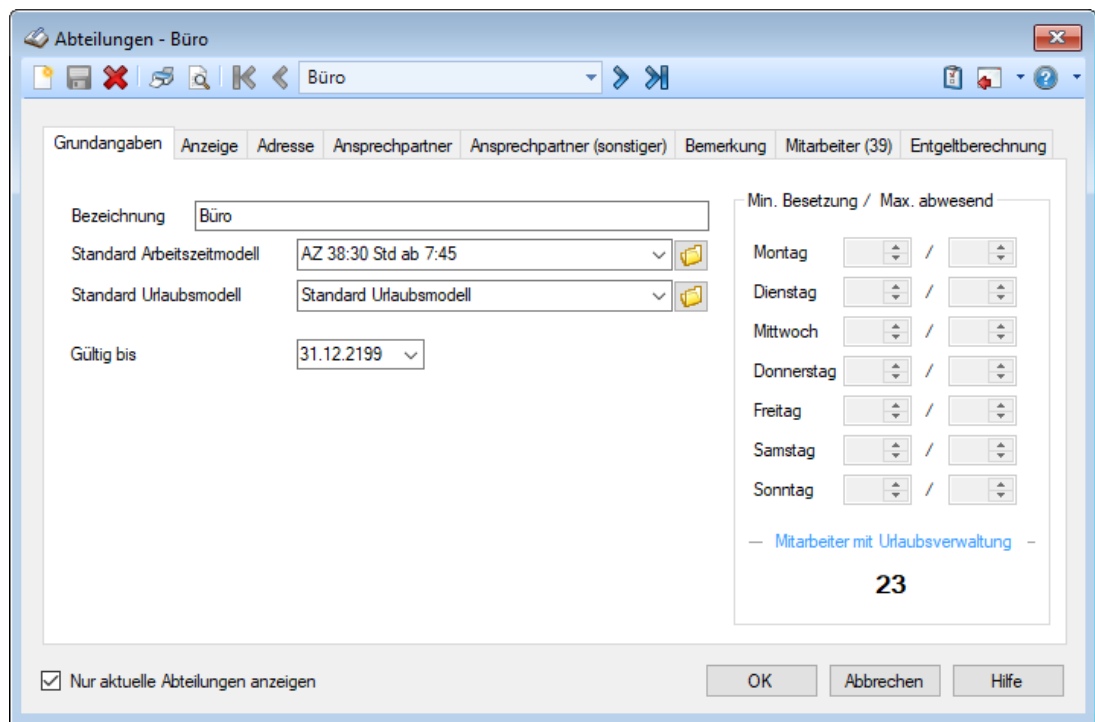 Abteilungen - Büro
Büro
Grundangaben Anzeige Adresse Ansprechpartner Ansprechpartner (sonstiger) Bemerkung Mitarbeiter (39) Entgeltberechnung
Bezeichnung Büro
Standard Arbeitszeitmodell AZ 38:30 Std ab 7:45
Standard Urlaubsmodell Standard Urlaubsmodell
Gültig bis 31.12.2199
Min. Besetzung / Max. abwesend
Montag /
Dienstag /
Mittwoch /
Donnerstag /
Freitag /
Samstag /
Sonntag /
Mitarbeiter mit Urlaubsverwaltung
23
Nur aktuelle Abteilungen anzeigen
OK Abbrechen Hilfe